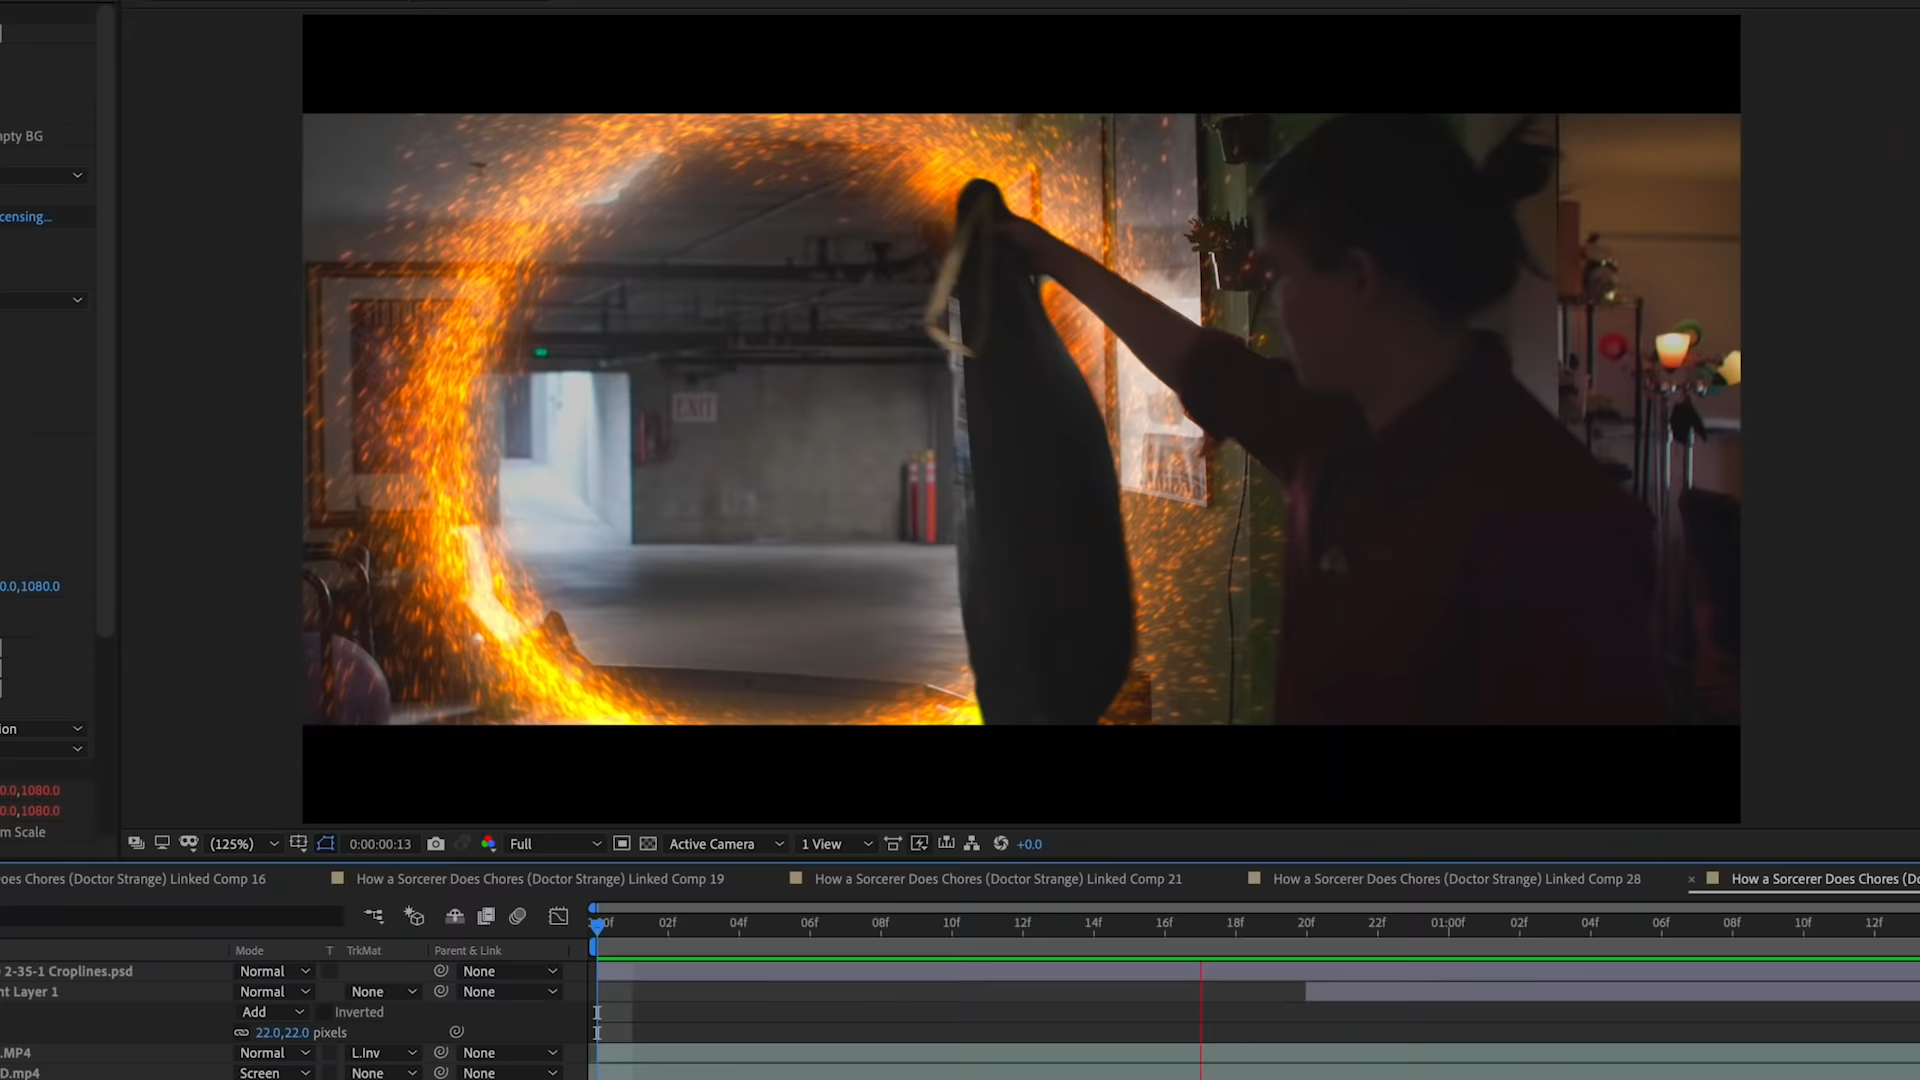 mpty BG
censing...
EXIT
0.0,1080.0
ion
0.0,1080.0
0.0,1080.0
m Scale
(125%)
0:00:00:13
Full
Active Camera
1 View
+0.0
oes Chores (Doctor Strange) Linked Comp 16
How a Sorcerer Does Chores (Doctor Strange) Linked Comp 19
How a Sorcerer Does Chores (Doctor Strange) Linked Comp 21
How a Sorcerer Does Chores (Doctor Strange) Linked Comp 28
How a Sorcerer Does Chores (Do
00f 02f 04f 06f 08f 10f 12f 14f 16f 18f 20f 22f 01:00f 02f 04f 06f 08f 10f 12f
Mode T TrkMat Parent & Link
2-35-1 Croplines.psd Normal None
nt Layer 1 Normal None None
Add Inverted
22.0,22.0 pixels
.MP4 Normal L.Inv None
D.mp4 Screen None None